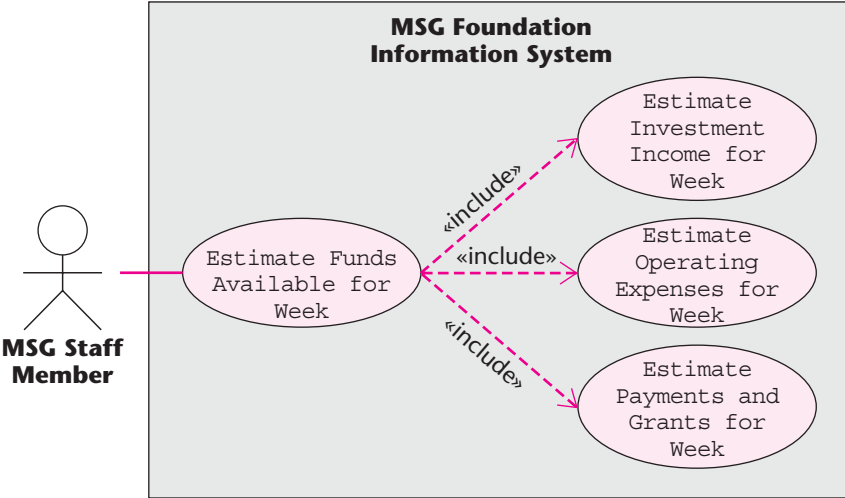 MSG Foundation
Information System
Estimate
Investment
Income for
Week
«include»
Estimate Funds
Available for
Week
«include»
Estimate
Operating
Expenses for
Week
«include»
Estimate
Payments and
Grants for
Week
MSG Staff
Member